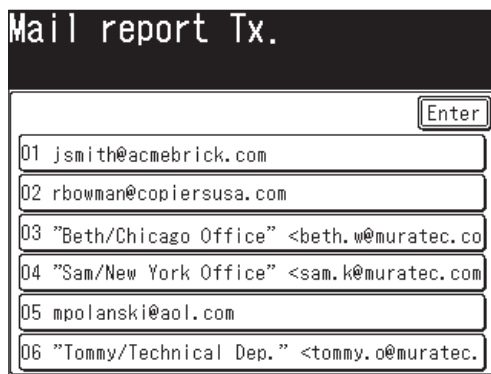 Mail report Tx.
Enter
01 jsmith@acmebrick.com
02 rbowman@copiersusa.com
03 "Beth/Chicago Office" <beth.w@muratec.co
04 "Sam/New York Office" <sam.k@muratec.com
05 mpolanski@aol.com
06 "Tommy/Technical Dep." <tommy.o@muratec.